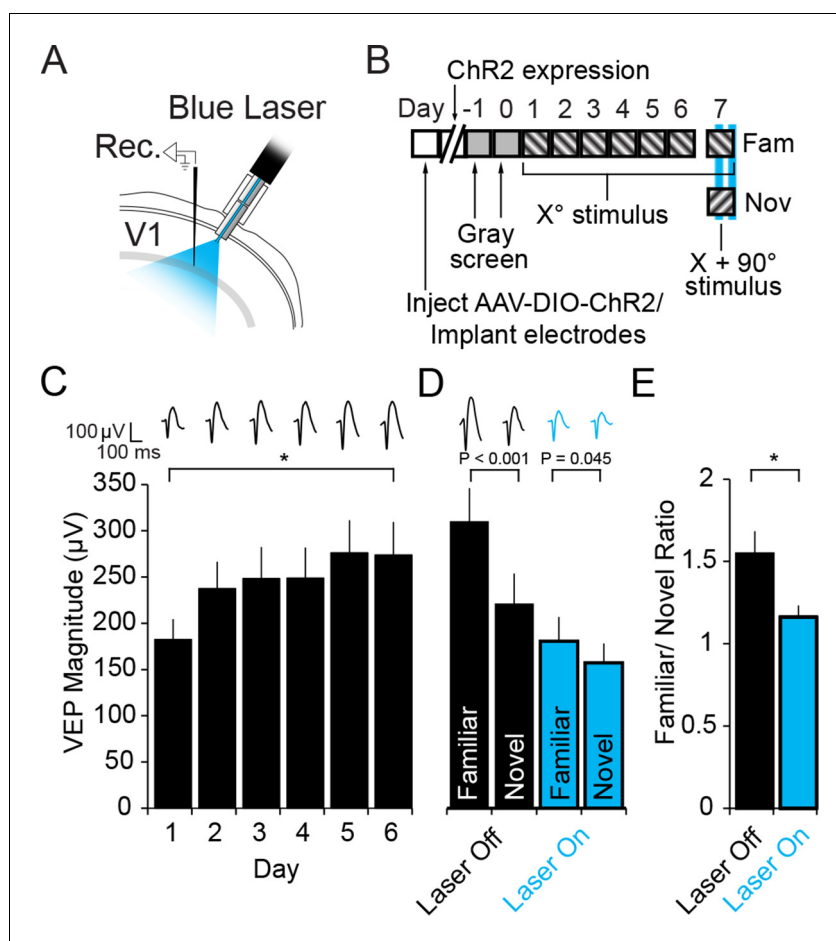 A
Blue Laser
Rec.
V1
B
ChR2 expression
Day -1 0 1 2 3 4 5 6 7
Fam
Nov
X° stimulus
Gray
screen
X + 90°
stimulus
Inject AAV-DIO-ChR2/
Implant electrodes
C
100 µV
100 ms
*
VEP Magnitude (µV)
350
300
250
200
150
100
50
0
1 2 3 4 5 6
Day
D
P < 0.001 P = 0.045
Familiar
Novel
Familiar
Novel
Laser Off
Laser On
E
*
Familiar/ Novel Ratio
2
1.5
1
0.5
0
Laser Off
Laser On